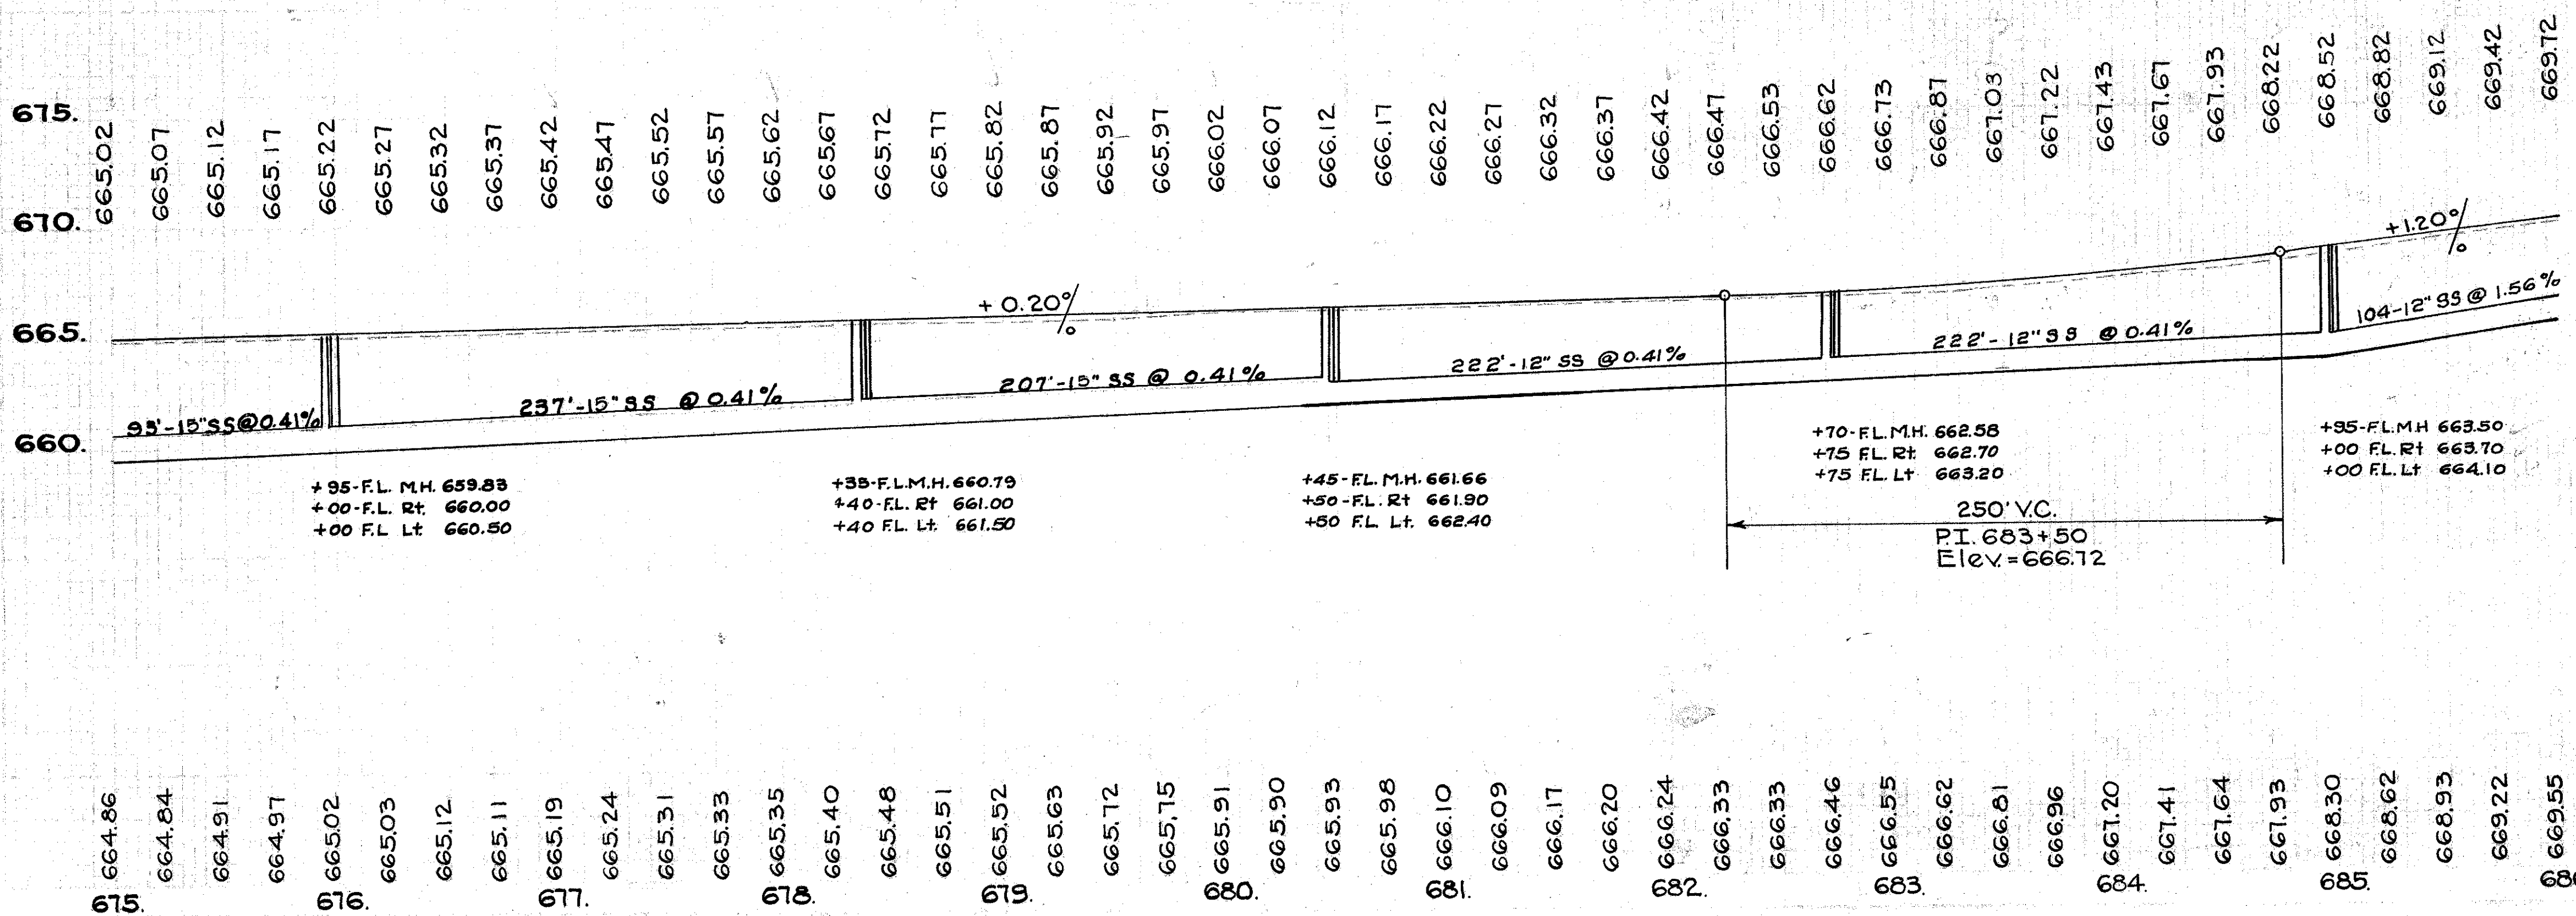 665.02 665.07 665.12 665.17 665.22 665.27 665.32 665.37 665.42 665.47 665.52 665.57 665.62 665.67 665.72 665.77 665.82 665.87 665.92 665.97 666.02 666.07 666.12 666.17 666.22 666.27 666.32 666.37 666.42 666.47 666.53 666.62 666.73 666.87 667.03 667.22 667.43 667.67 667.93 668.22 668.52 668.82 669.12 669.42 669.72
675.
670.
665.
660.
+ 0.20%
+1.20%
93'-15" SS @ 0.41%
237'-15" SS @ 0.41%
207'-15" SS @ 0.41%
222'-12" SS @ 0.41%
222'-12" SS @ 0.41%
104-12" SS @ 1.56%
+95-F.L. M.H. 659.83
+00-F.L. Rt. 660.00
+00 F.L Lt. 660.50
+35-F.L.M.H. 660.79
+40-F.L. Rt 661.00
+40 F.L. Lt. 661.50
+45-F.L. M.H. 661.66
+50-F.L. Rt 661.90
+50 F.L. Lt. 662.40
+70-F.L.M.H. 662.58
+75 F.L. Rt. 662.70
+75 F.L. Lt 663.20
+95-F.L.M.H 663.50
+00 F.L. Rt 663.70
+00 F.L. Lt 664.10
250' V.C.
P.I. 683+50
Elev.=666.72
664.86 664.84 664.91 664.97 665.02 665.03 665.12 665.11 665.19 665.24 665.31 665.33 665.35 665.40 665.48 665.51 665.52 665.63 665.72 665.75 665.91 665.90 665.93 665.98 666.10 666.09 666.17 666.20 666.24 666.33 666.33 666.46 666.55 666.62 666.81 666.96 667.20 667.41 667.64 667.93 668.30 668.62 668.93 669.22 669.55
675. 676. 677. 678. 679. 680. 681. 682. 683. 684. 685.